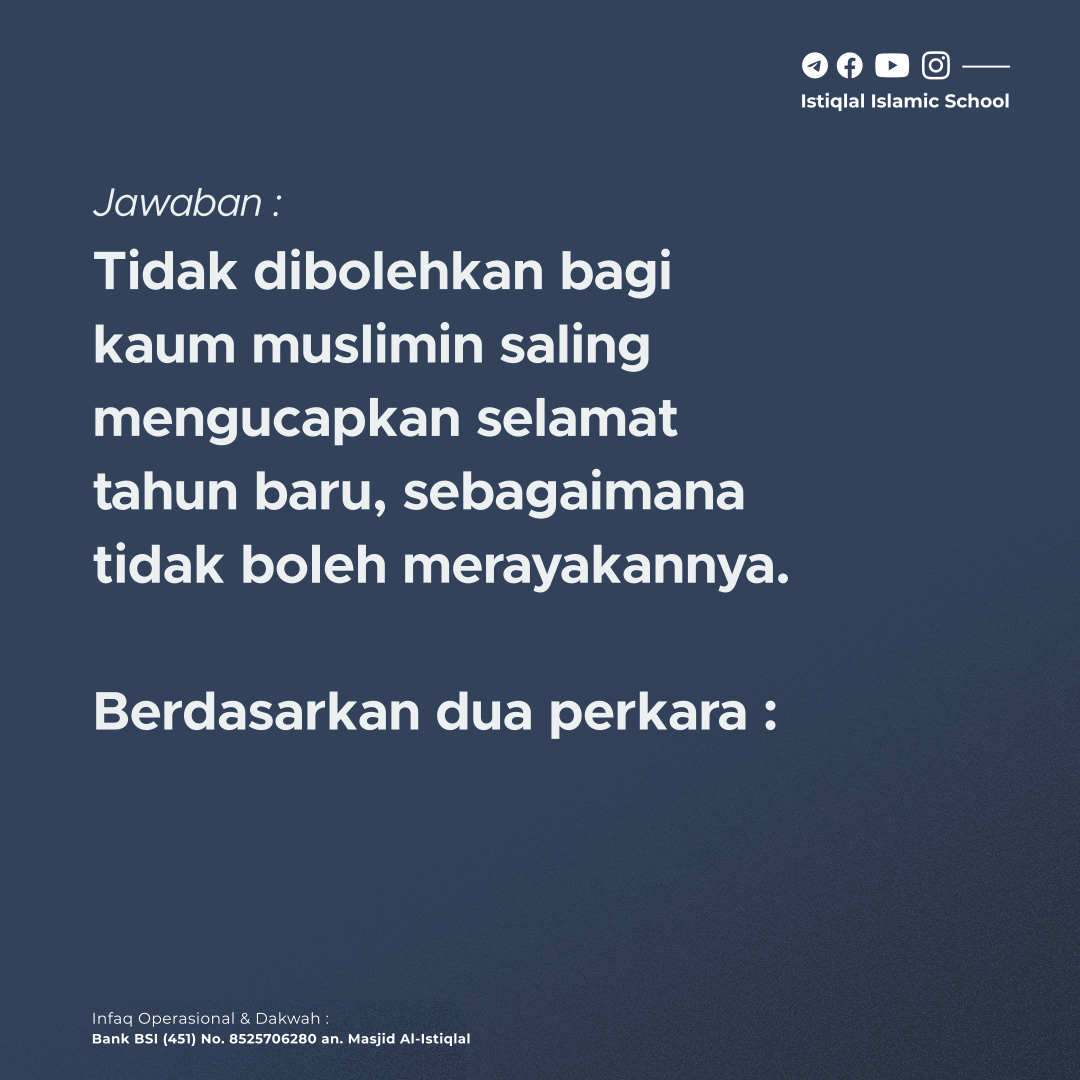 Istiqlal Islamic School
Jawaban :
Tidak dibolehkan bagi
kaum muslimin saling
mengucapkan selamat
tahun baru, sebagaimana
tidak boleh merayakannya.
Berdasarkan dua perkara :
Infaq Operasional & Dakwah :
Bank BSI (451) No. 8525706280 an. Masjid Al-Istiqlal